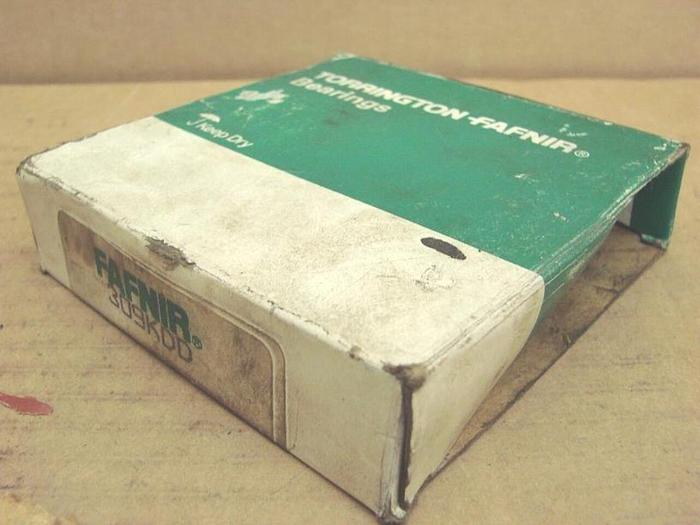 TORRINGTON-FAFNIR®
Bearings
Keep Dry
FAFNIR®
309KDD